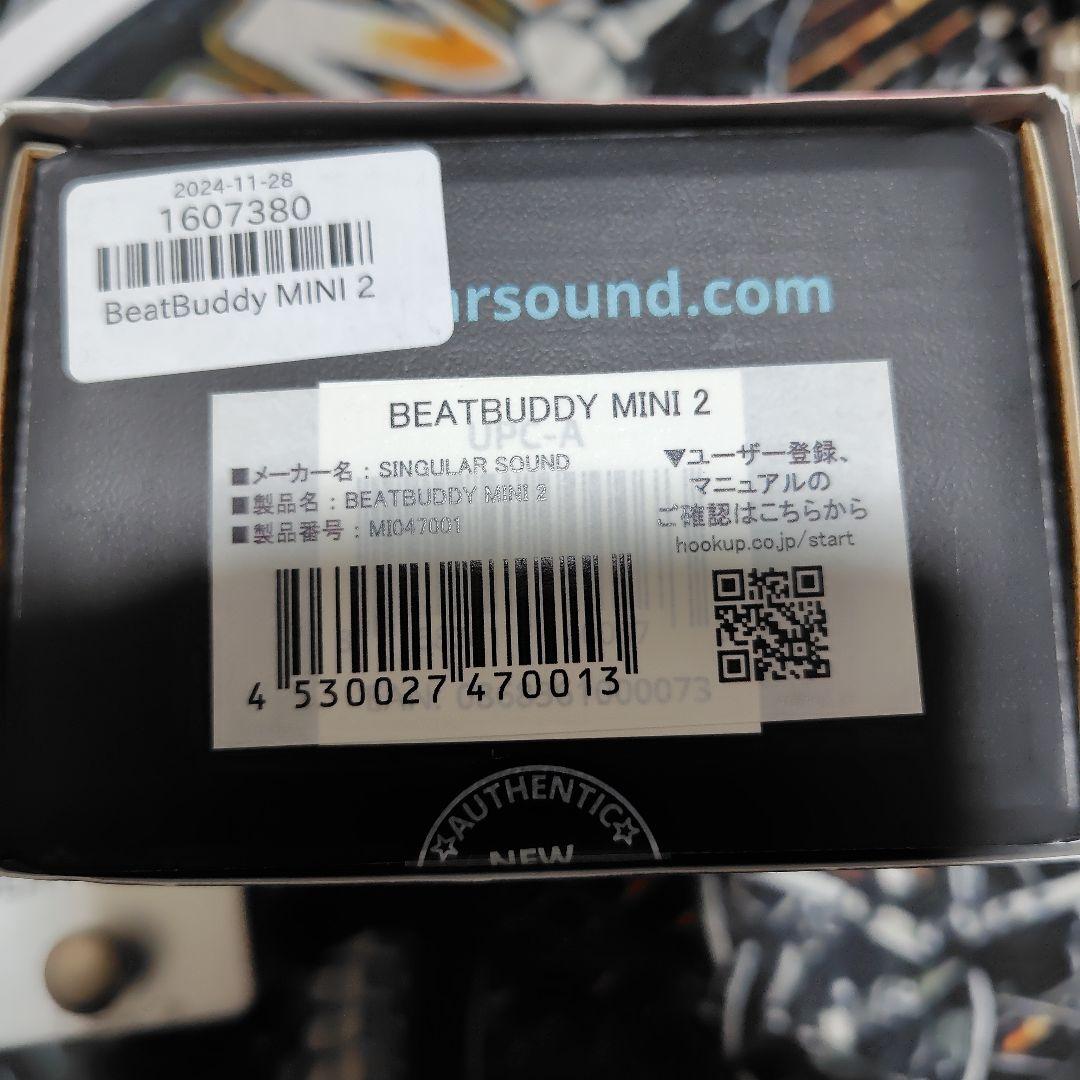 2024-11-28
1607380
BeatBuddy MINI 2
arsound.com
BEATBUDDY MINI 2
UPC-A
■メーカー名：SINGULAR SOUND
■製品名：BEATBUDDY MINI 2
■製品番号：MI047001
▼ユーザー登録、
マニュアルの
ご確認はこちらから
hookup.co.jp/start
4 530027 470013
AUTHENTIC
NEW